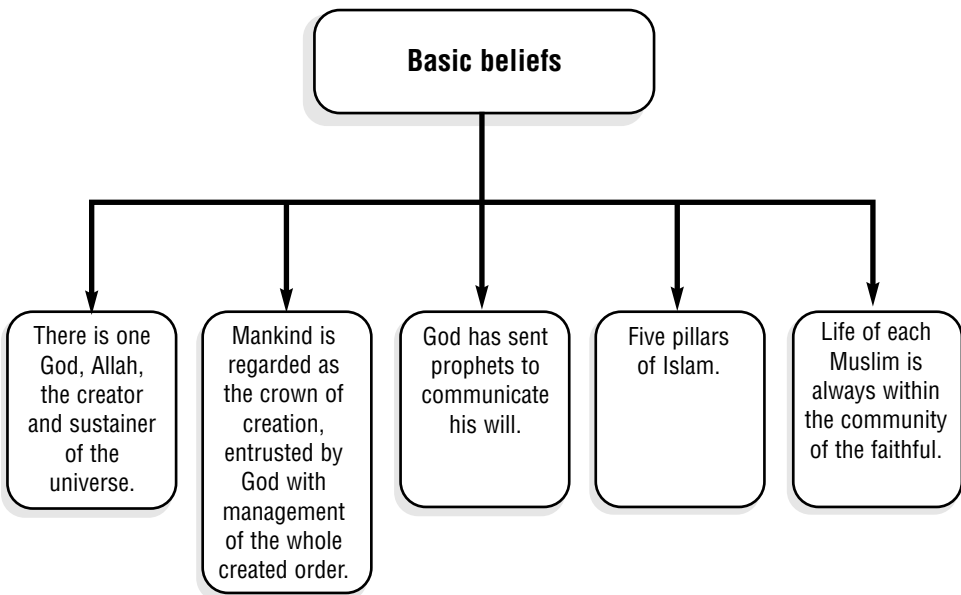 Basic beliefs
There is one
God, Allah,
the creator
and sustainer
of the
universe.
Mankind is
regarded as
the crown of
creation,
entrusted by
God with
management
of the whole
created order.
God has sent
prophets to
communicate
his will.
Five pillars
of Islam.
Life of each
Muslim is
always within
the community
of the faithful.